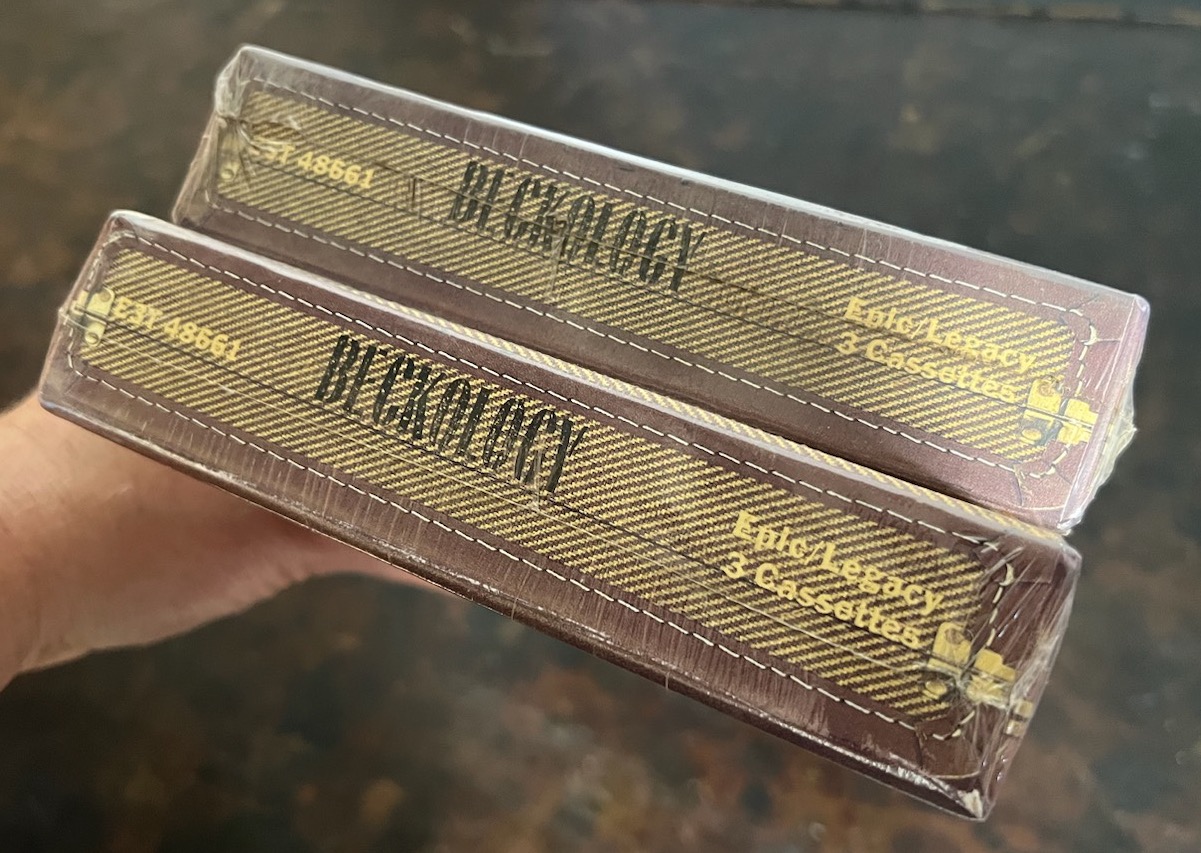 E3T 48661
BECKOLOGY
Epic/Legacy
3 Cassettes
E3T 48661
BECKOLOGY
Epic/Legacy
3 Cassettes